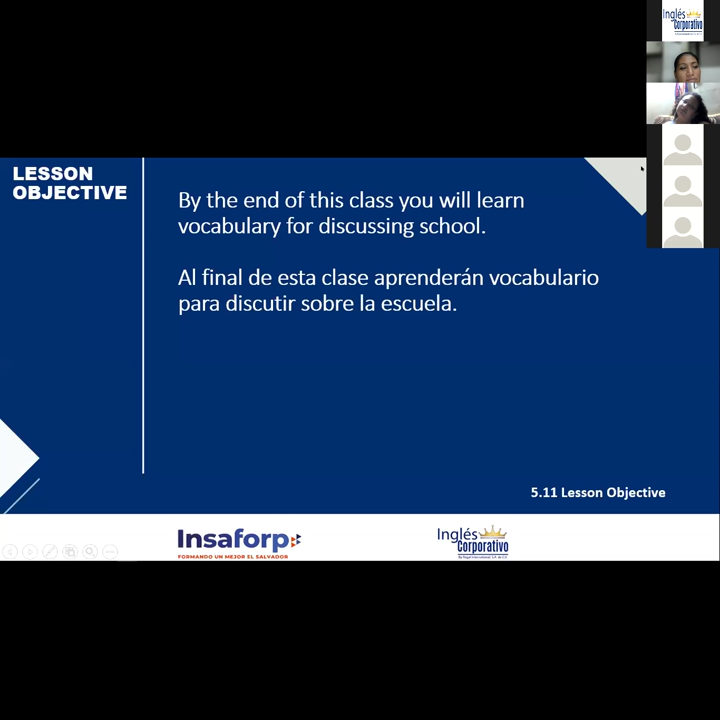 Inglés
Corporativo
LESSON
OBJECTIVE
By the end of this class you will learn
vocabulary for discussing school.
Al final de esta clase aprenderán vocabulario
para discutir sobre la escuela.
5.11 Lesson Objective
Insaforp
FORMANDO UN MEJOR EL SALVADOR
Inglés
Corporativo